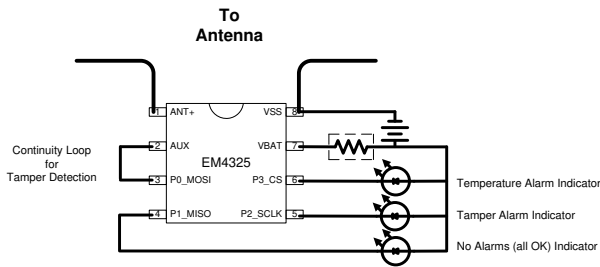 To
Antenna
1 ANT+
VSS 8
2 AUX
VBAT 7
EM4325
3 P0_MOSI
P3_CS 6
4 P1_MISO
P2_SCLK 5
Continuity Loop
for
Tamper Detection
Temperature Alarm Indicator
Tamper Alarm Indicator
No Alarms (all OK) Indicator